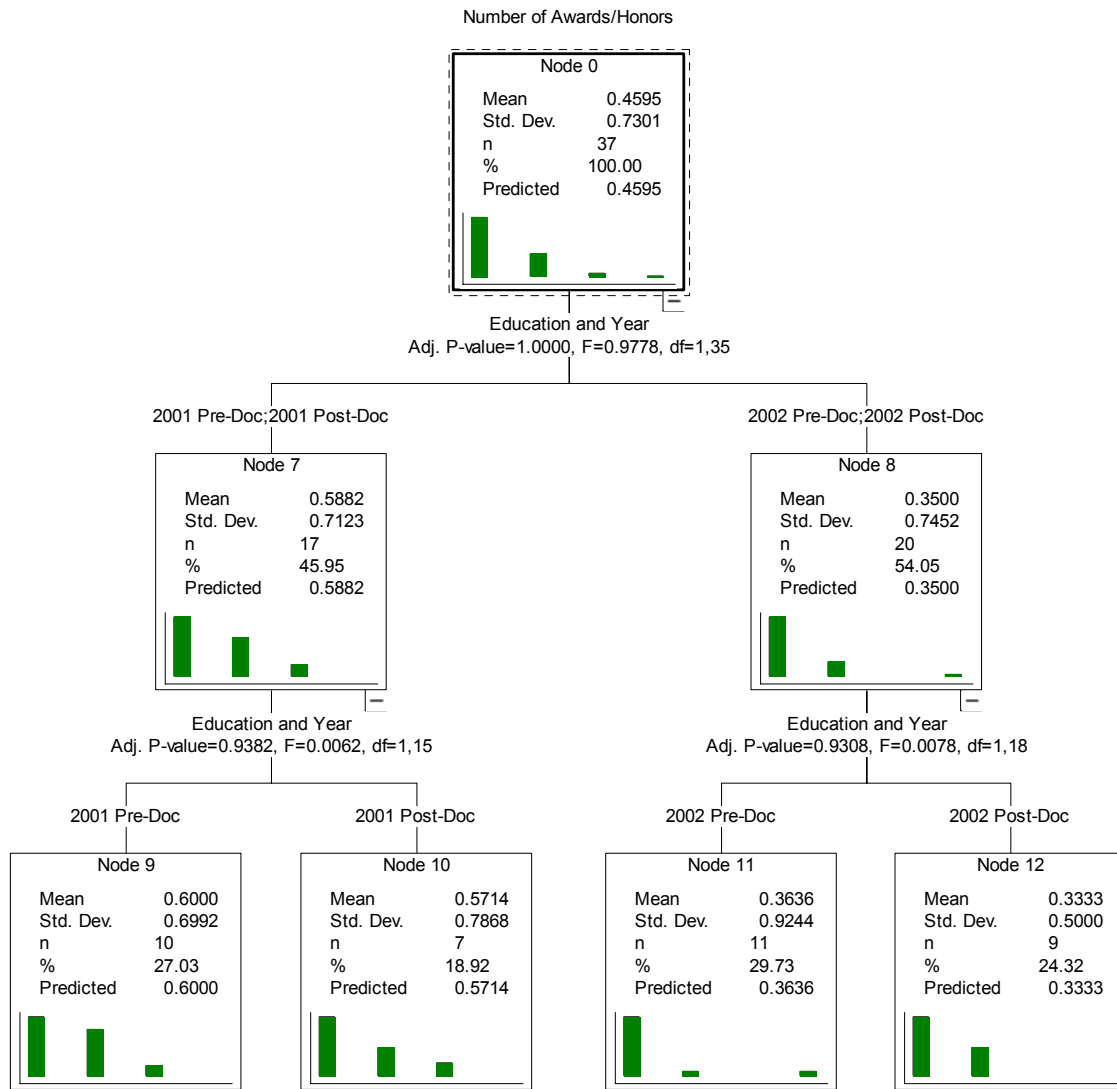 Number of Awards/Honors
Node 0
Mean 0.4595
Std. Dev. 0.7301
n 37
% 100.00
Predicted 0.4595
Education and Year
Adj. P-value=1.0000, F=0.9778, df=1,35
2001 Pre-Doc;2001 Post-Doc
Node 7
Mean 0.5882
Std. Dev. 0.7123
n 17
% 45.95
Predicted 0.5882
2002 Pre-Doc;2002 Post-Doc
Node 8
Mean 0.3500
Std. Dev. 0.7452
n 20
% 54.05
Predicted 0.3500
Education and Year
Adj. P-value=0.9382, F=0.0062, df=1,15
Education and Year
Adj. P-value=0.9308, F=0.0078, df=1,18
2001 Pre-Doc
Node 9
Mean 0.6000
Std. Dev. 0.6992
n 10
% 27.03
Predicted 0.6000
2001 Post-Doc
Node 10
Mean 0.5714
Std. Dev. 0.7868
n 7
% 18.92
Predicted 0.5714
2002 Pre-Doc
Node 11
Mean 0.3636
Std. Dev. 0.9244
n 11
% 29.73
Predicted 0.3636
2002 Post-Doc
Node 12
Mean 0.3333
Std. Dev. 0.5000
n 9
% 24.32
Predicted 0.3333